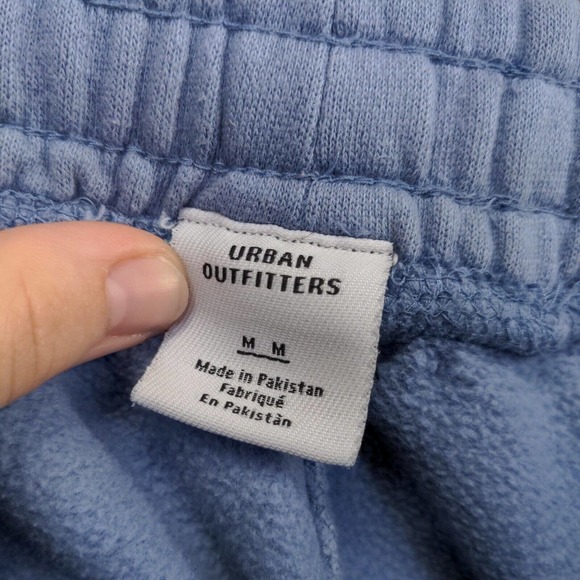 URBAN
OUTFITTERS
M M
Made in Pakistan
Fabriqué
En Pakistàn